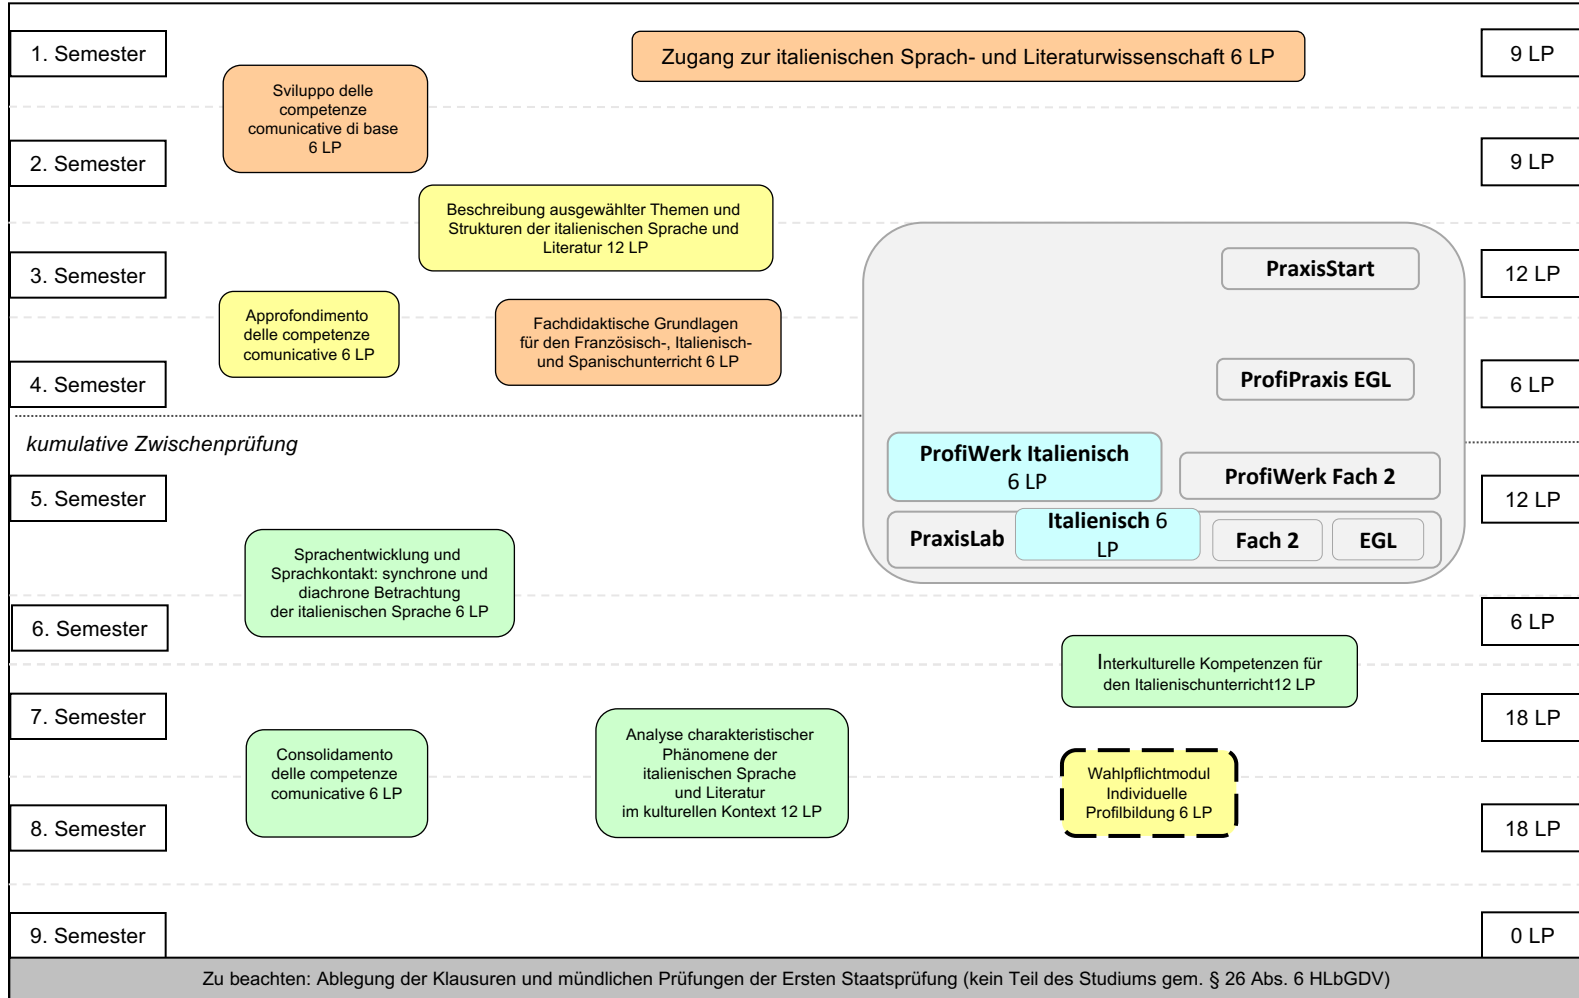 1. Semester
Zugang zur italienischen Sprach- und Literaturwissenschaft 6 LP
9 LP
Sviluppo delle
competenze
comunicative di base
6 LP
2. Semester
9 LP
Beschreibung ausgewählter Themen und
Strukturen der italienischen Sprache und
Literatur 12 LP
3. Semester
PraxisStart
12 LP
Approfondimento
delle competenze
comunicative 6 LP
Fachdidaktische Grundlagen
für den Französisch-, Italienisch-
und Spanischunterricht 6 LP
4. Semester
ProfiPraxis EGL
6 LP
kumulative Zwischenprüfung
ProfiWerk Italienisch
6 LP
ProfiWerk Fach 2
5. Semester
12 LP
PraxisLab
Italienisch 6
LP
Fach 2
EGL
Sprachentwicklung und
Sprachkontakt: synchrone und
diachrone Betrachtung
der italienischen Sprache 6 LP
6. Semester
6 LP
Interkulturelle Kompetenzen für
den Italienischunterricht12 LP
7. Semester
18 LP
Consolidamento
delle competenze
comunicative 6 LP
Analyse charakteristischer
Phänomene der
italienischen Sprache
und Literatur
im kulturellen Kontext 12 LP
Wahlpflichtmodul
Individuelle
Profilbildung 6 LP
8. Semester
18 LP
9. Semester
0 LP
Zu beachten: Ablegung der Klausuren und mündlichen Prüfungen der Ersten Staatsprüfung (kein Teil des Studiums gem. § 26 Abs. 6 HLbGDV)